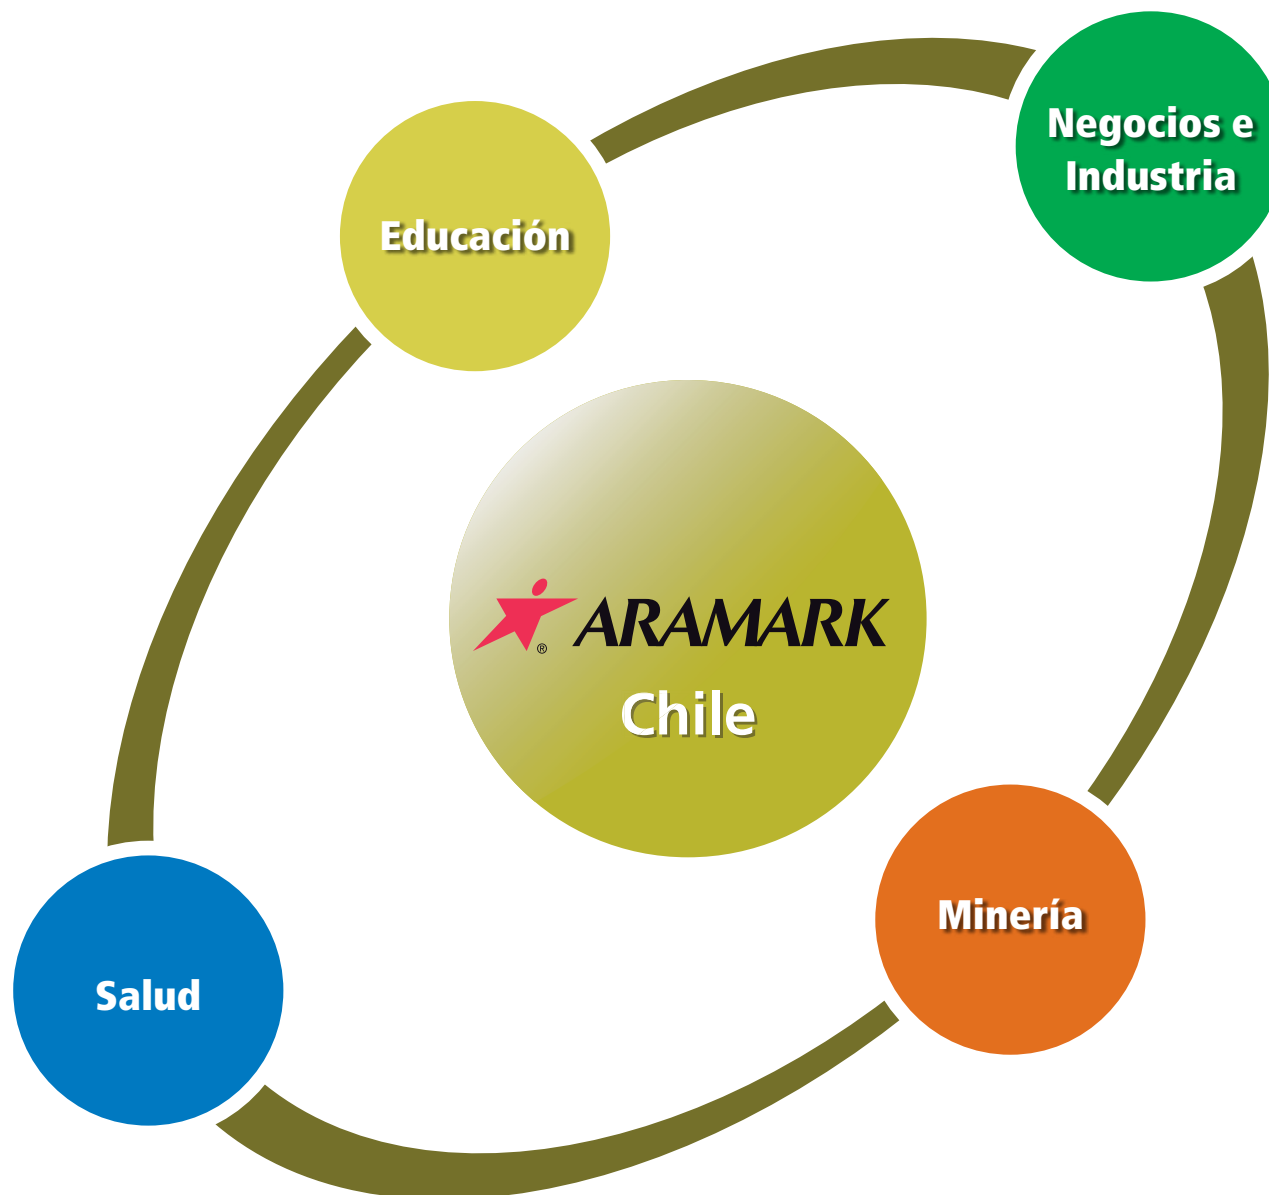 Negocios e
Industria
Educación
ARAMARK
®
Chile
Minería
Salud